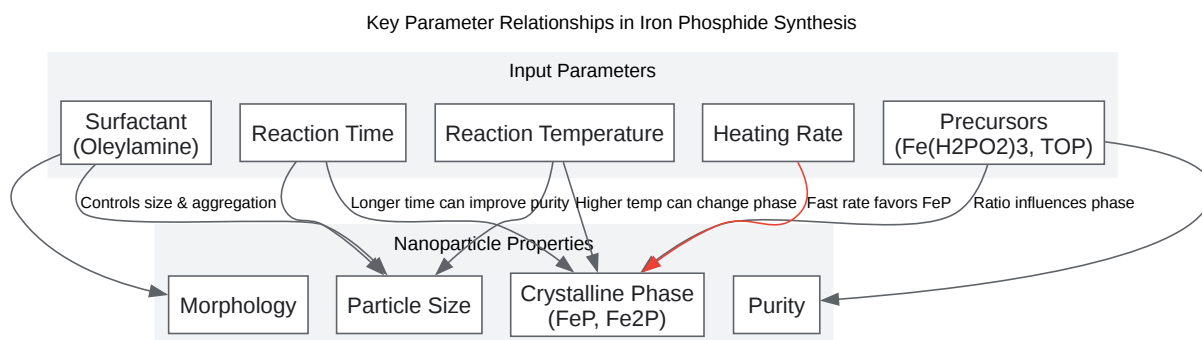 Key Parameter Relationships in Iron Phosphide Synthesis
Input Parameters
Surfactant
(Oleylamine)
Reaction Time
Reaction Temperature
Heating Rate
Precursors
(Fe(H2PO2)3, TOP)
Controls size & aggregation
Longer time can improve purity
Higher temp can change phase
Fast rate favors FeP
Ratio influences phase
Nanoparticle Properties
Morphology
Particle Size
Crystalline Phase
(FeP, Fe2P)
Purity